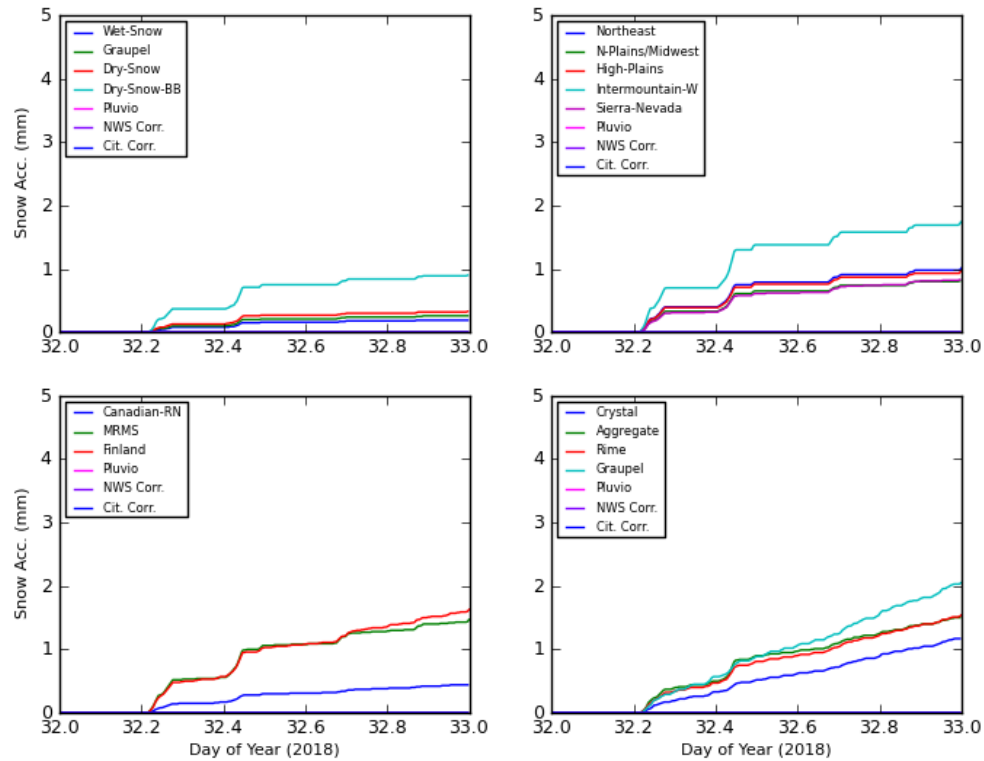 5
4
3
2
1
0
Snow Acc. (mm)
Wet-Snow
Graupel
Dry-Snow
Dry-Snow-BB
Pluvio
NWS Corr.
Cit. Corr.
32.0 32.2 32.4 32.6 32.8 33.0
5
4
3
2
1
0
Northeast
N-Plains/Midwest
High-Plains
Intermountain-W
Sierra-Nevada
Pluvio
NWS Corr.
Cit. Corr.
32.0 32.2 32.4 32.6 32.8 33.0
5
4
3
2
1
0
Snow Acc. (mm)
Canadian-RN
MRMS
Finland
Pluvio
NWS Corr.
Cit. Corr.
32.0 32.2 32.4 32.6 32.8 33.0
Day of Year (2018)
5
4
3
2
1
0
Crystal
Aggregate
Rime
Graupel
Pluvio
NWS Corr.
Cit. Corr.
32.0 32.2 32.4 32.6 32.8 33.0
Day of Year (2018)